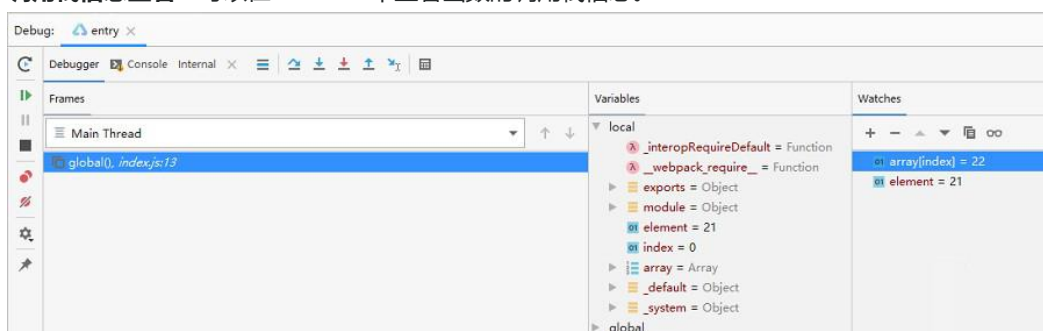 Debug: entry
Debugger Console Internal
Frames
Variables
Watches
Main Thread
global(), index.js:13
local
_interopRequireDefault = Function
__webpack_require__ = Function
exports = Object
module = Object
element = 21
index = 0
array = Array
_default = Object
_system = Object
global
array[index] = 22
element = 21